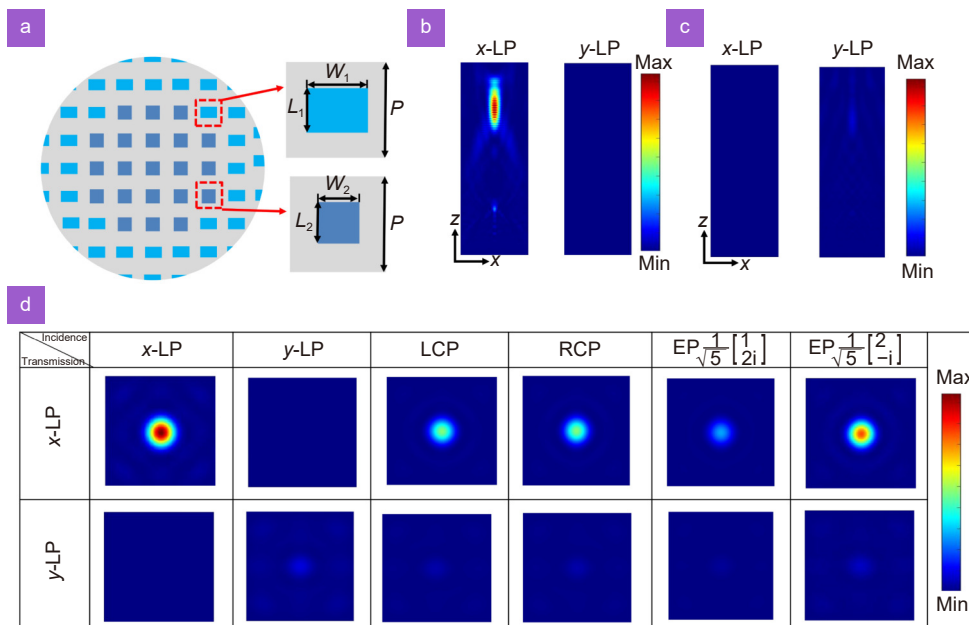 a
W₁
L₁
P
W₂
L₂
P
b
x-LP y-LP
Max
Min
z
x
c
x-LP y-LP
Max
Min
z
x
d
Incidence
Transmission
x-LP y-LP LCP RCP EP 1/√5 [1 2i] EP 1/√5 [2 −i]
x-LP
y-LP
Max
Min